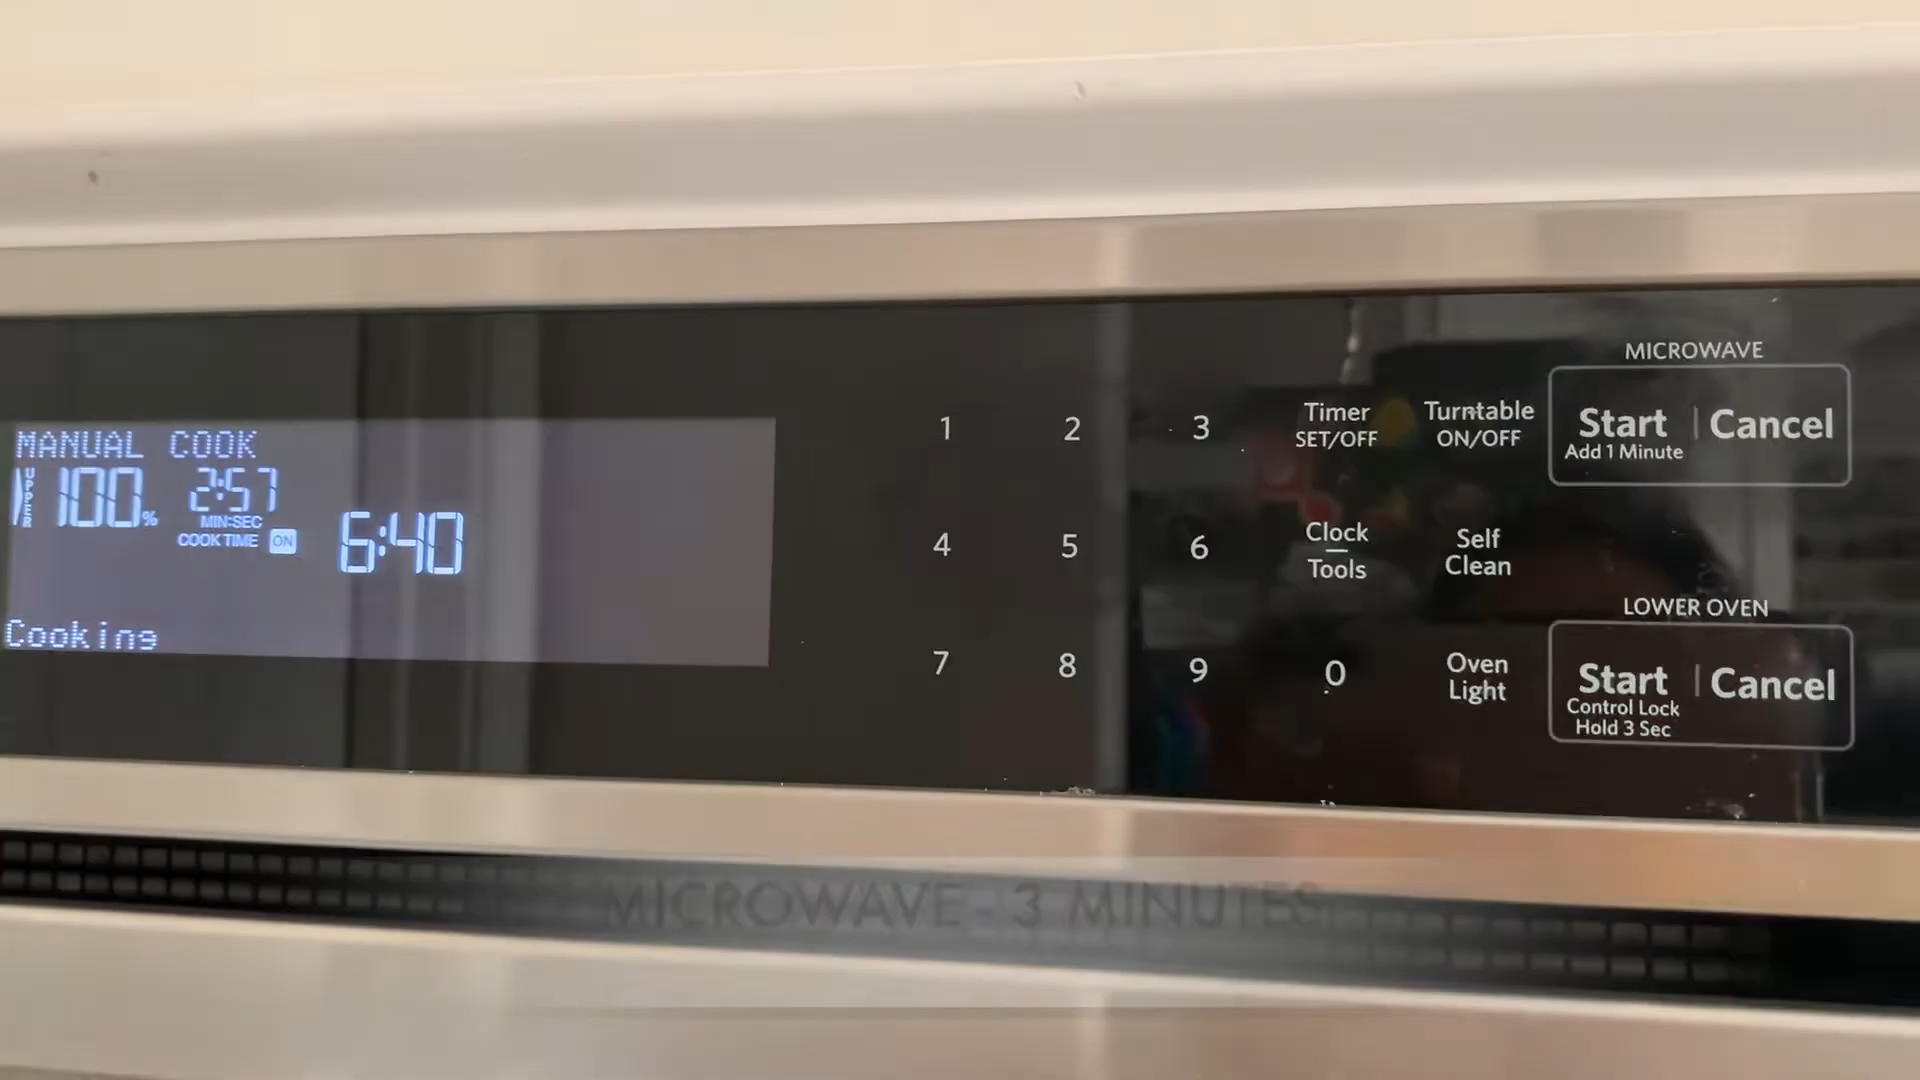 MANUAL COOK
UPPER 100% 2:57
MIN:SEC
COOK TIME ON
6:40
Cooking
1 2 3
4 5 6
7 8 9 0
Timer
SET/OFF
Turntable
ON/OFF
Clock
Tools
Self
Clean
Oven
Light
MICROWAVE
Start | Cancel
Add 1 Minute
LOWER OVEN
Start | Cancel
Control Lock
Hold 3 Sec
MICROWAVE - 3 MINUTES